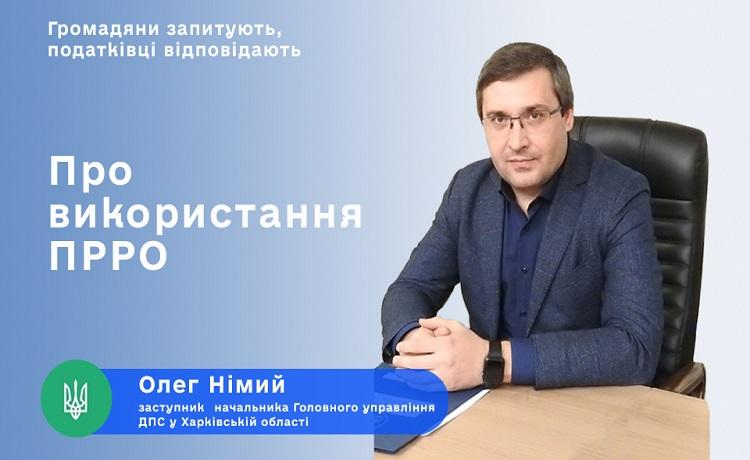 Громадяни запитують,
податківці відповідають
Про
використання
ПРРО
Олег Німий
заступник начальника Головного управління
ДПС у Харківській області